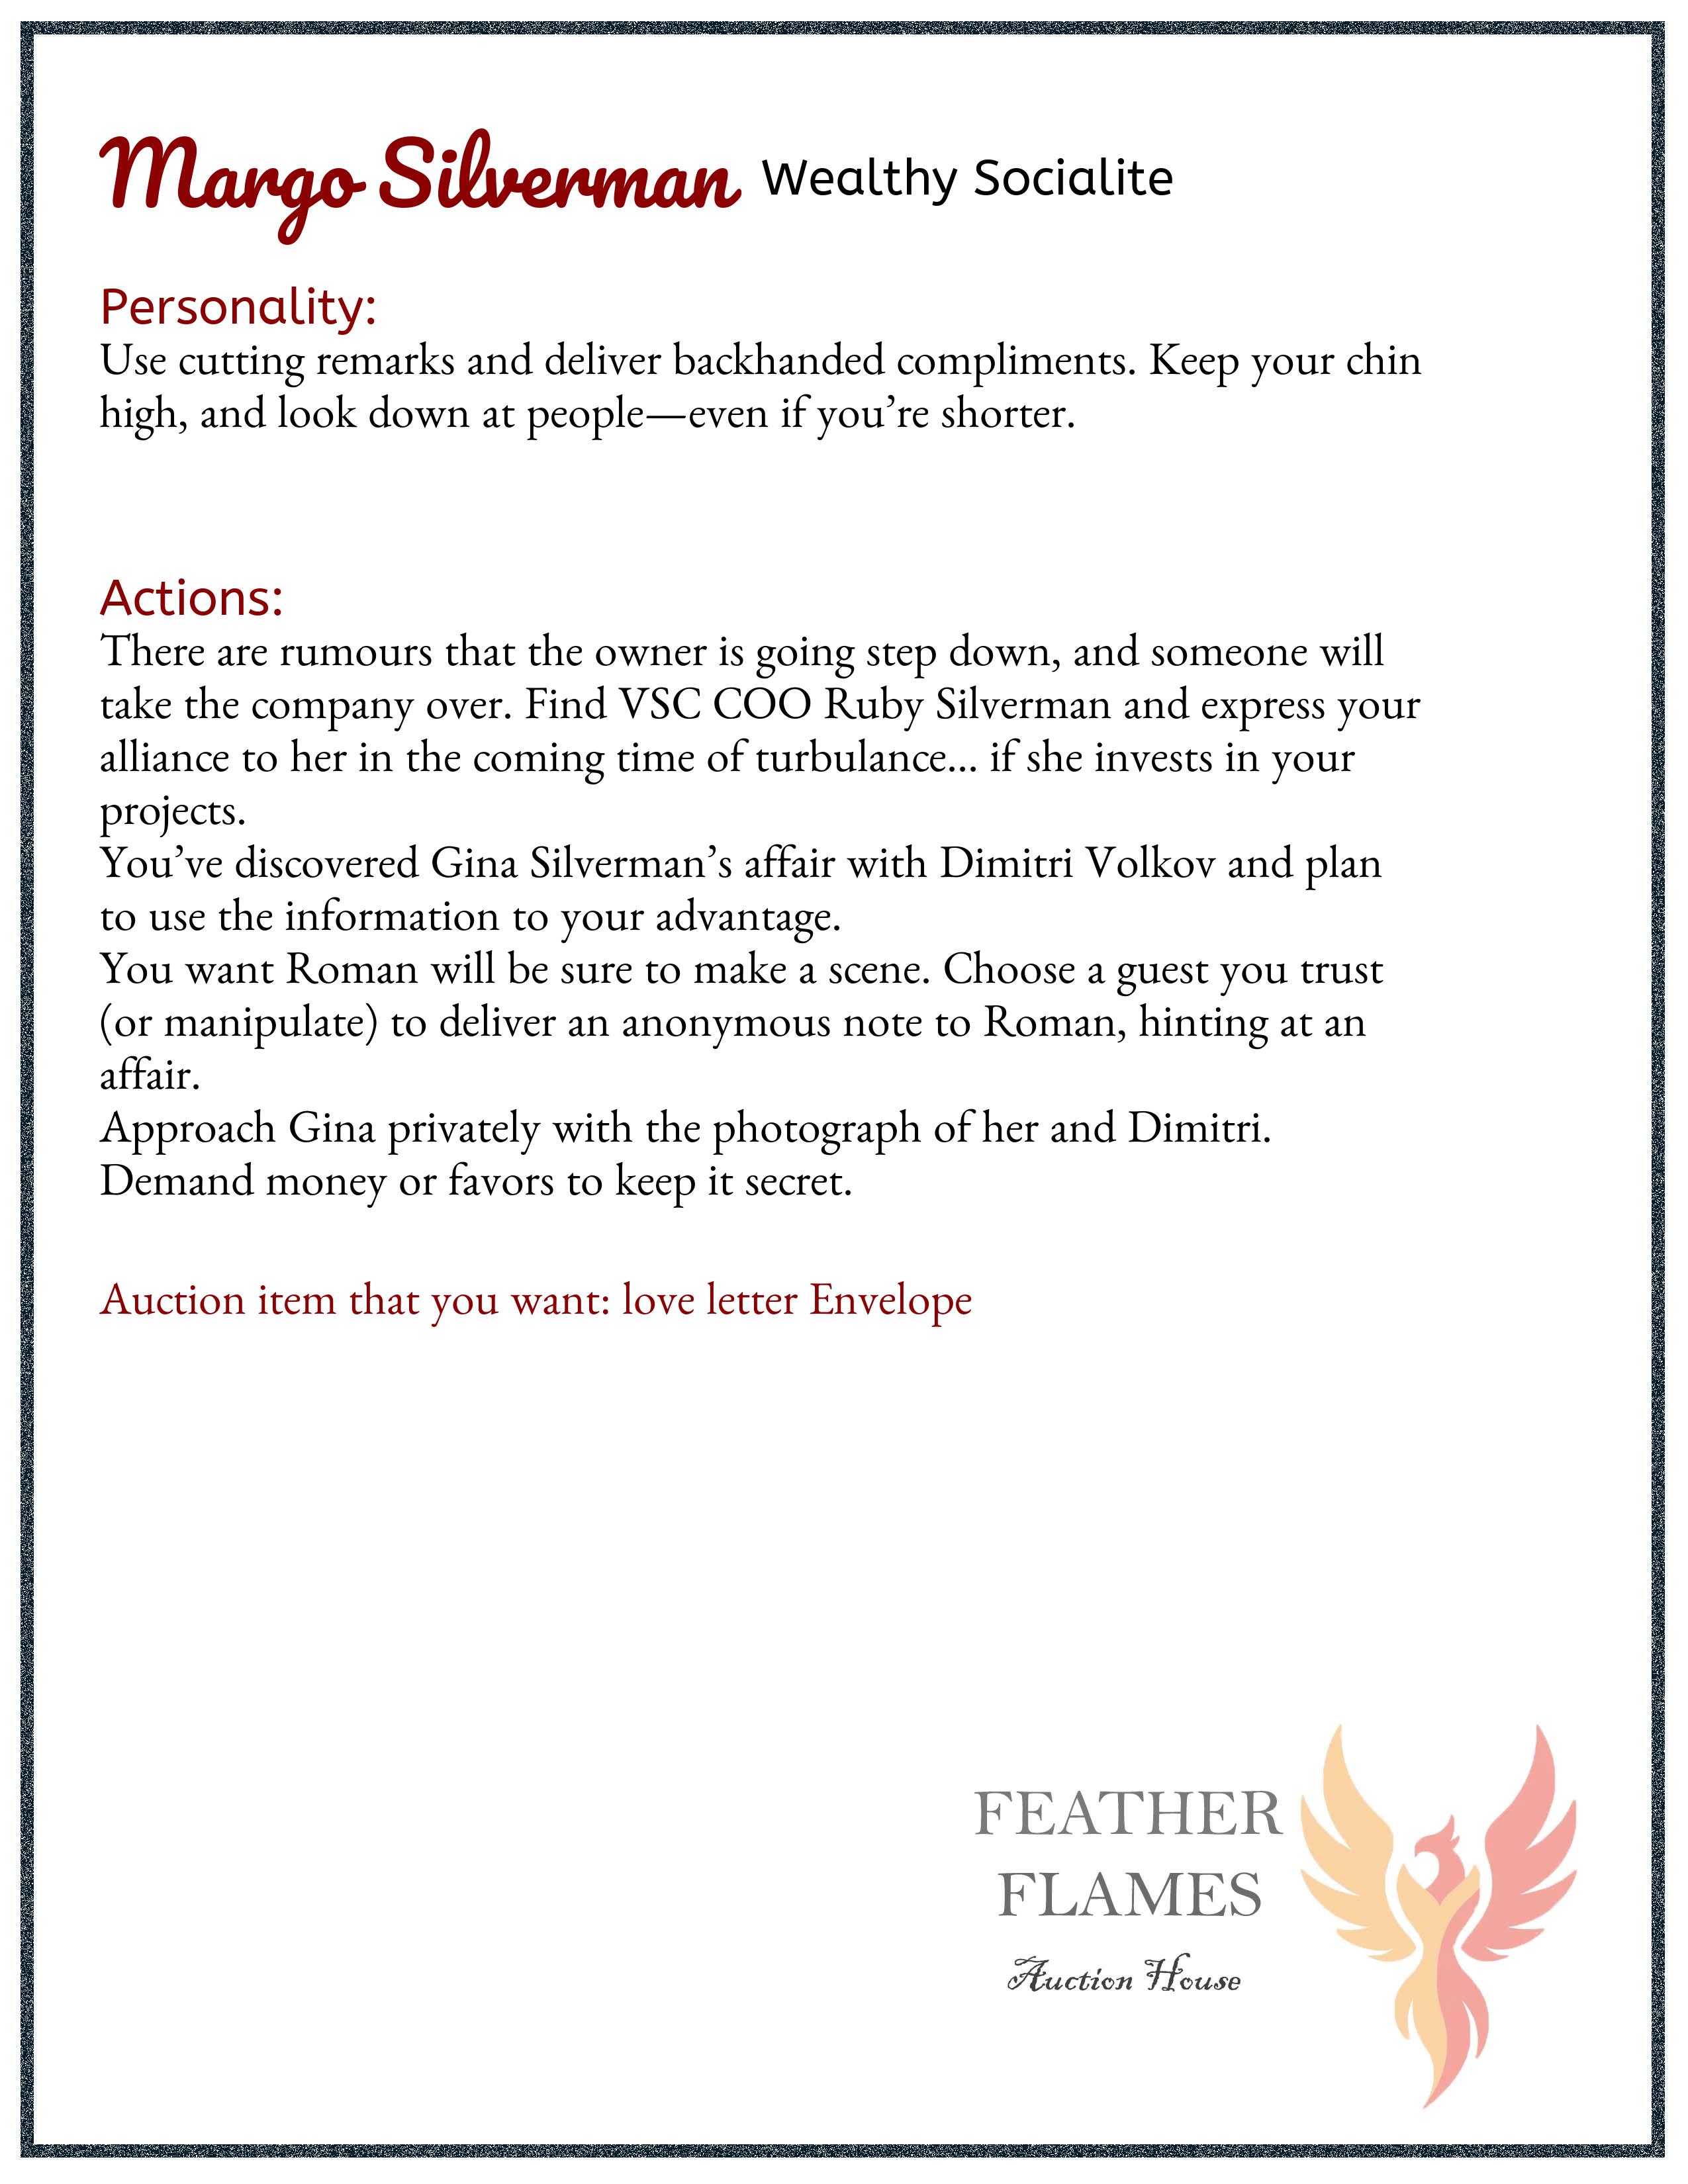 Margo Silverman Wealthy Socialite
Personality:
Use cutting remarks and deliver backhanded compliments. Keep your chin
high, and look down at people—even if you’re shorter.
Actions:
There are rumours that the owner is going step down, and someone will
take the company over. Find VSC COO Ruby Silverman and express your
alliance to her in the coming time of turbulance... if she invests in your
projects.
You’ve discovered Gina Silverman’s affair with Dimitri Volkov and plan
to use the information to your advantage.
You want Roman will be sure to make a scene. Choose a guest you trust
(or manipulate) to deliver an anonymous note to Roman, hinting at an
affair.
Approach Gina privately with the photograph of her and Dimitri.
Demand money or favors to keep it secret.
Auction item that you want: love letter Envelope
FEATHER
FLAMES
Auction House